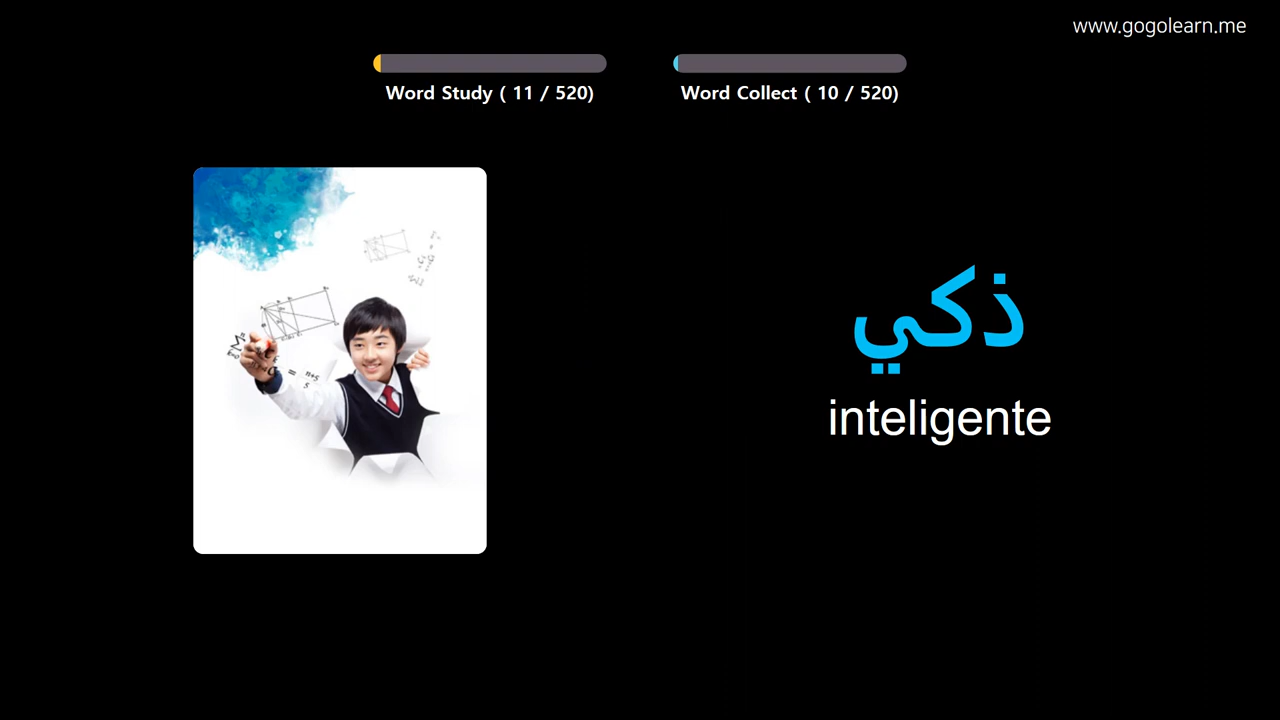 www.gogolearn.me
Word Study ( 11 / 520)
Word Collect ( 10 / 520)
ذكي
inteligente